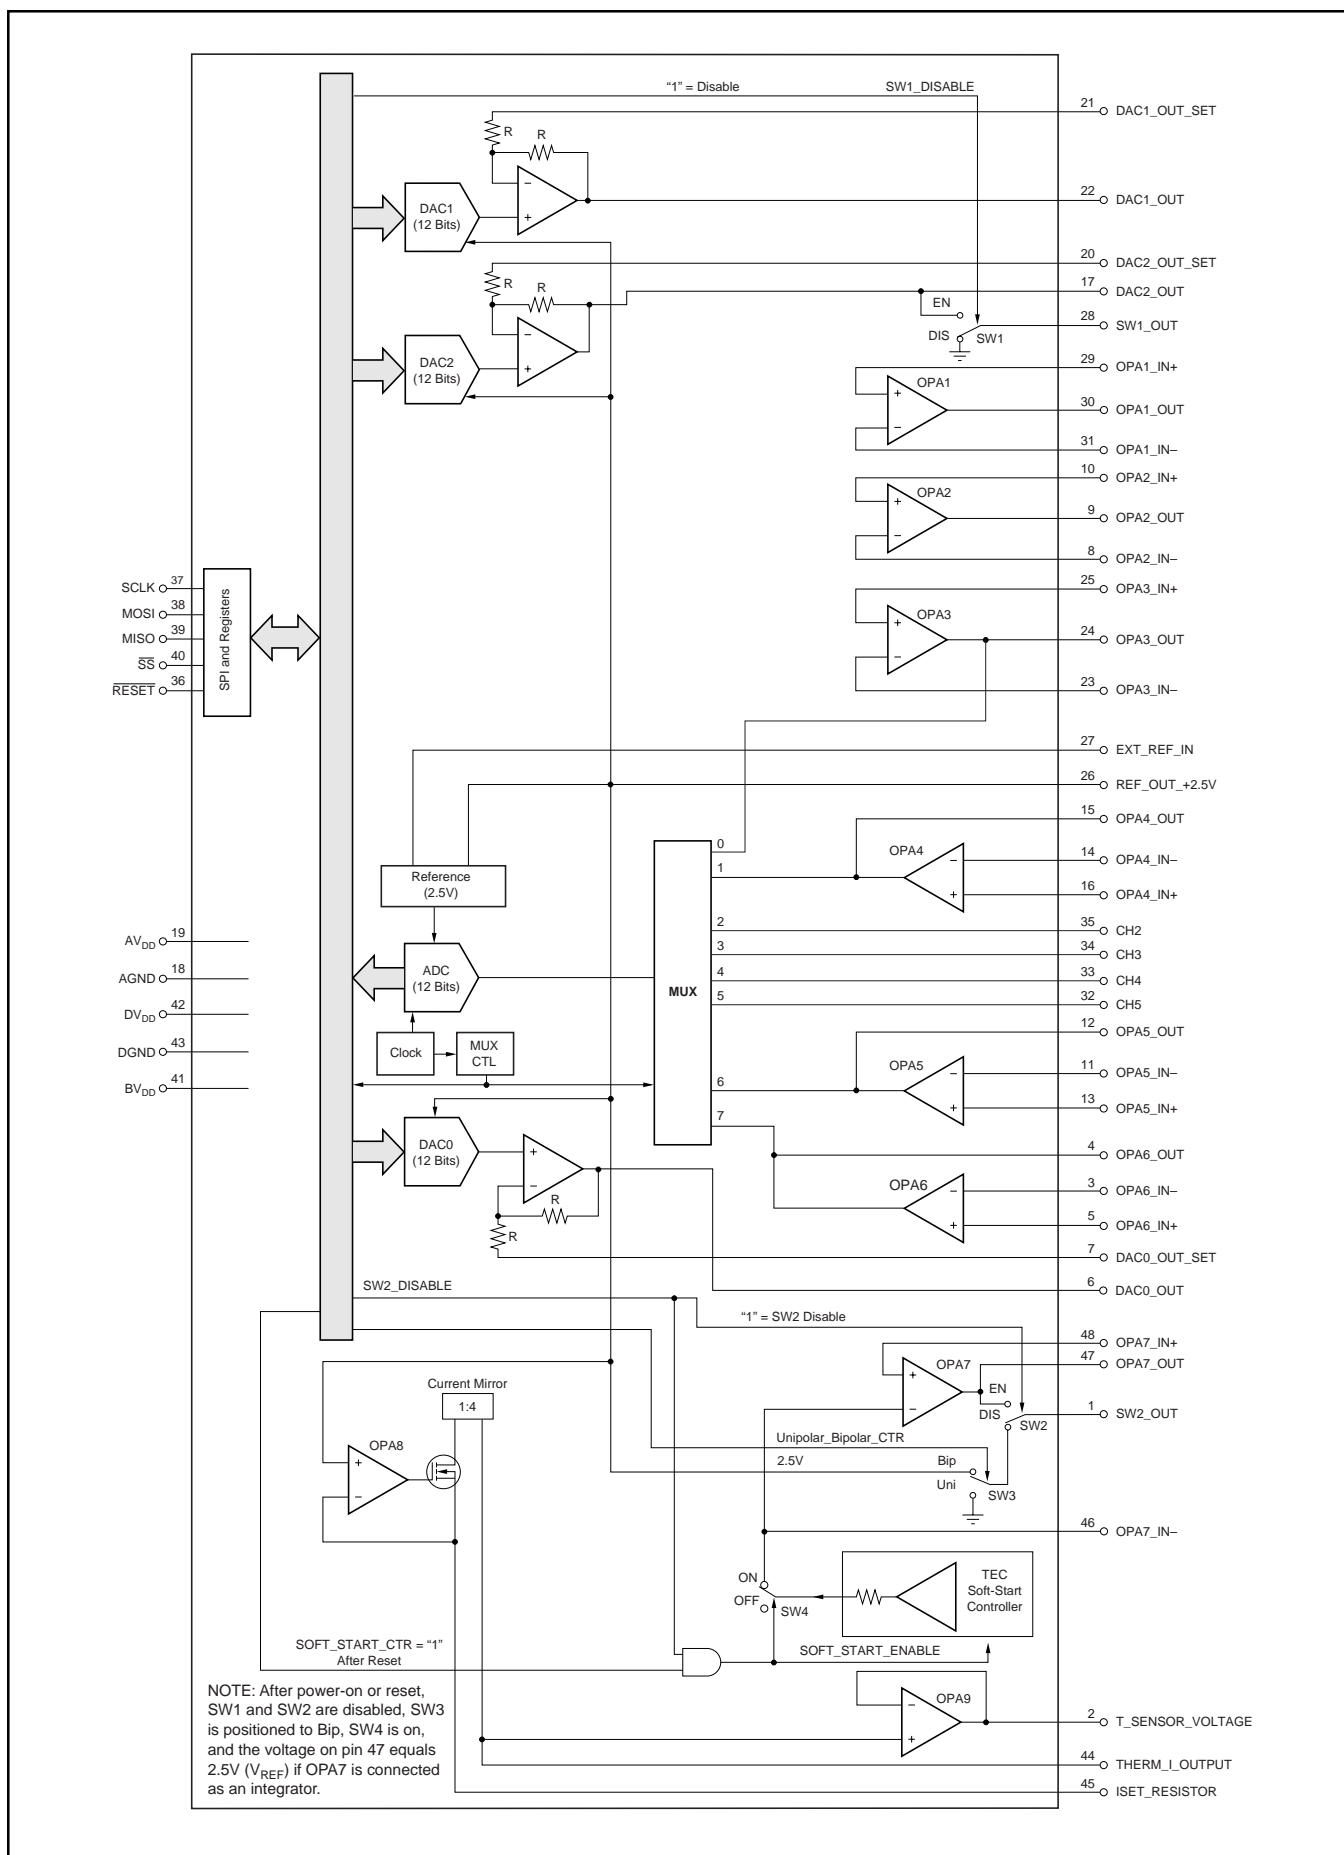 “1” = Disable SW1_DISABLE
21 DAC1_OUT_SET
R
R
−
+
DAC1
(12 Bits)
22 DAC1_OUT
20 DAC2_OUT_SET
R
R
17 DAC2_OUT
EN
DIS
SW1
28 SW1_OUT
−
+
DAC2
(12 Bits)
29 OPA1_IN+
OPA1
+
−
30 OPA1_OUT
31 OPA1_IN−
10 OPA2_IN+
OPA2
+
−
9 OPA2_OUT
8 OPA2_IN−
25 OPA3_IN+
OPA3
+
−
24 OPA3_OUT
23 OPA3_IN−
SCLK 37
MOSI 38
MISO 39
SS 40
RESET 36
SPI and Registers
27 EXT_REF_IN
26 REF_OUT_+2.5V
15 OPA4_OUT
0
OPA4
−
+
14 OPA4_IN−
1
16 OPA4_IN+
Reference
(2.5V)
2
35 CH2
3
34 CH3
4
33 CH4
5
32 CH5
MUX
ADC
(12 Bits)
AVDD 19
AGND 18
DVDD 42
DGND 43
BVDD 41
Clock
MUX
CTL
12 OPA5_OUT
OPA5
−
+
11 OPA5_IN−
6
13 OPA5_IN+
7
DAC0
(12 Bits)
+
−
R
R
4 OPA6_OUT
OPA6
−
+
3 OPA6_IN−
5 OPA6_IN+
7 DAC0_OUT_SET
6 DAC0_OUT
SW2_DISABLE
“1” = SW2 Disable
48 OPA7_IN+
47 OPA7_OUT
OPA7
+
−
EN
DIS
SW2
1 SW2_OUT
Current Mirror
1:4
OPA8
+
−
Unipolar_Bipolar_CTR
2.5V
Bip
Uni
SW3
46 OPA7_IN−
ON
OFF
SW4
TEC
Soft-Start
Controller
SOFT_START_ENABLE
SOFT_START_CTR = “1”
After Reset
NOTE: After power-on or reset,
SW1 and SW2 are disabled, SW3
is positioned to Bip, SW4 is on,
and the voltage on pin 47 equals
2.5V (VREF) if OPA7 is connected
as an integrator.
OPA9
−
+
2 T_SENSOR_VOLTAGE
44 THERM_I_OUTPUT
45 ISET_RESISTOR